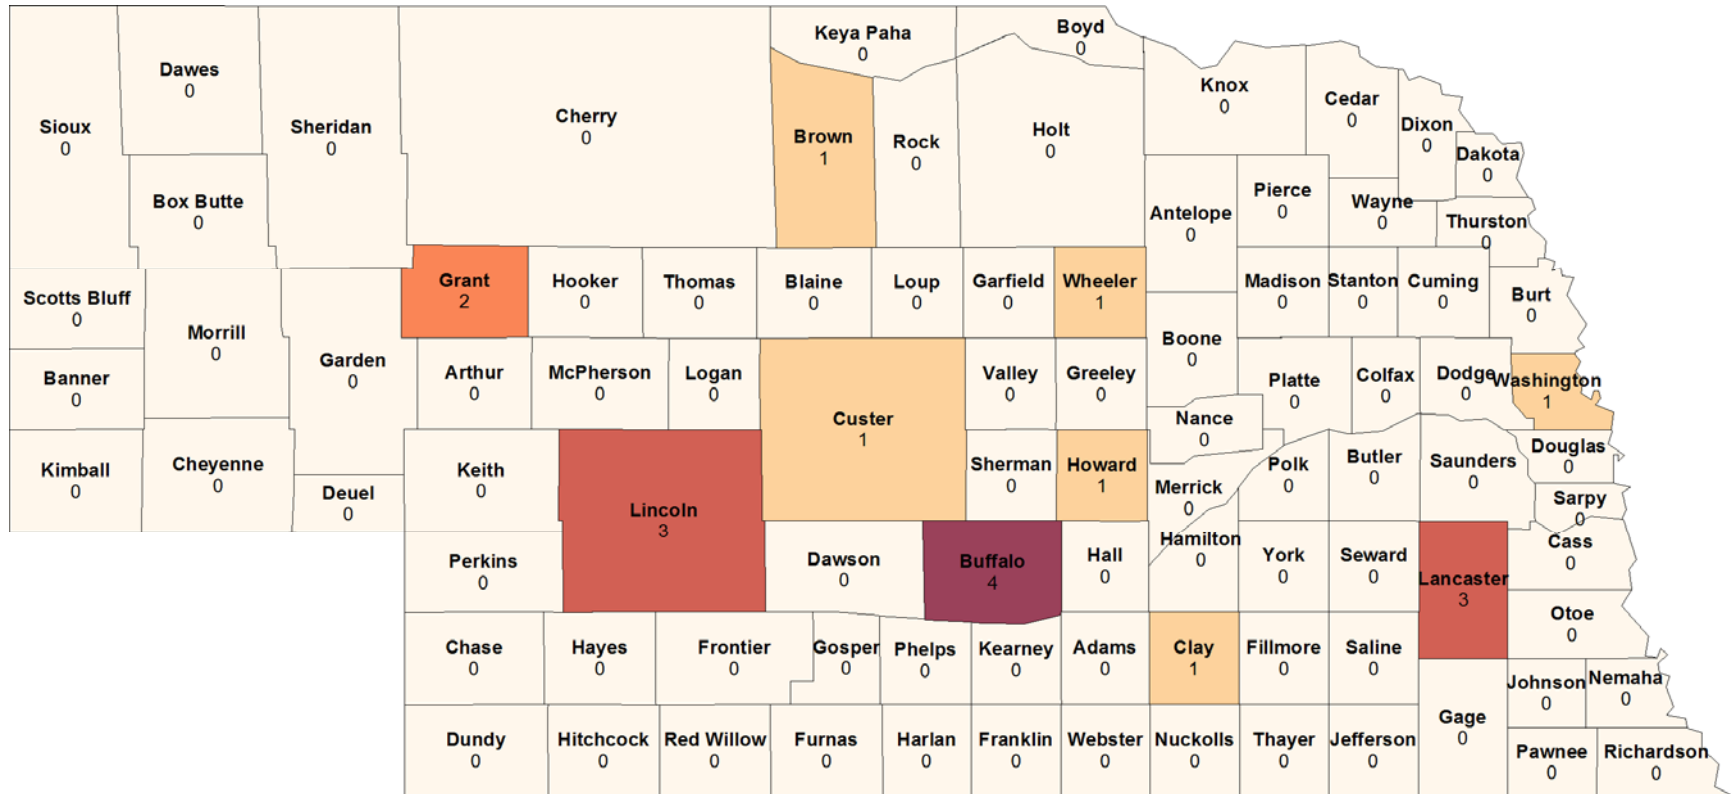 Keya Paha
0
Boyd
0
Dawes
0
Knox
0
Cedar
0
Cherry
0
Sioux
0
Sheridan
0
Brown
1
Rock
0
Holt
0
Dixon
0
Dakota
0
Box Butte
0
Antelope
0
Pierce
0
Wayne
0
Thurston
0
Grant
2
Hooker
0
Thomas
0
Blaine
0
Loup
0
Garfield
0
Wheeler
1
Madison
0
Stanton
0
Cuming
0
Burt
0
Scotts Bluff
0
Morrill
0
Garden
0
Boone
0
Banner
0
Arthur
0
McPherson
0
Logan
0
Custer
1
Valley
0
Greeley
0
Platte
0
Colfax
0
Dodge
0
Washington
1
Nance
0
Kimball
0
Cheyenne
0
Deuel
0
Keith
0
Lincoln
3
Sherman
0
Howard
1
Merrick
0
Polk
0
Butler
0
Saunders
0
Douglas
0
Sarpy
0
Perkins
0
Dawson
0
Buffalo
4
Hall
0
Hamilton
0
York
0
Seward
0
Lancaster
3
Cass
0
Otoe
0
Chase
0
Hayes
0
Frontier
0
Gosper
0
Phelps
0
Kearney
0
Adams
0
Clay
1
Fillmore
0
Saline
0
Johnson
0
Nemaha
0
Gage
0
Dundy
0
Hitchcock
0
Red Willow
0
Furnas
0
Harlan
0
Franklin
0
Webster
0
Nuckolls
0
Thayer
0
Jefferson
0
Pawnee
0
Richardson
0